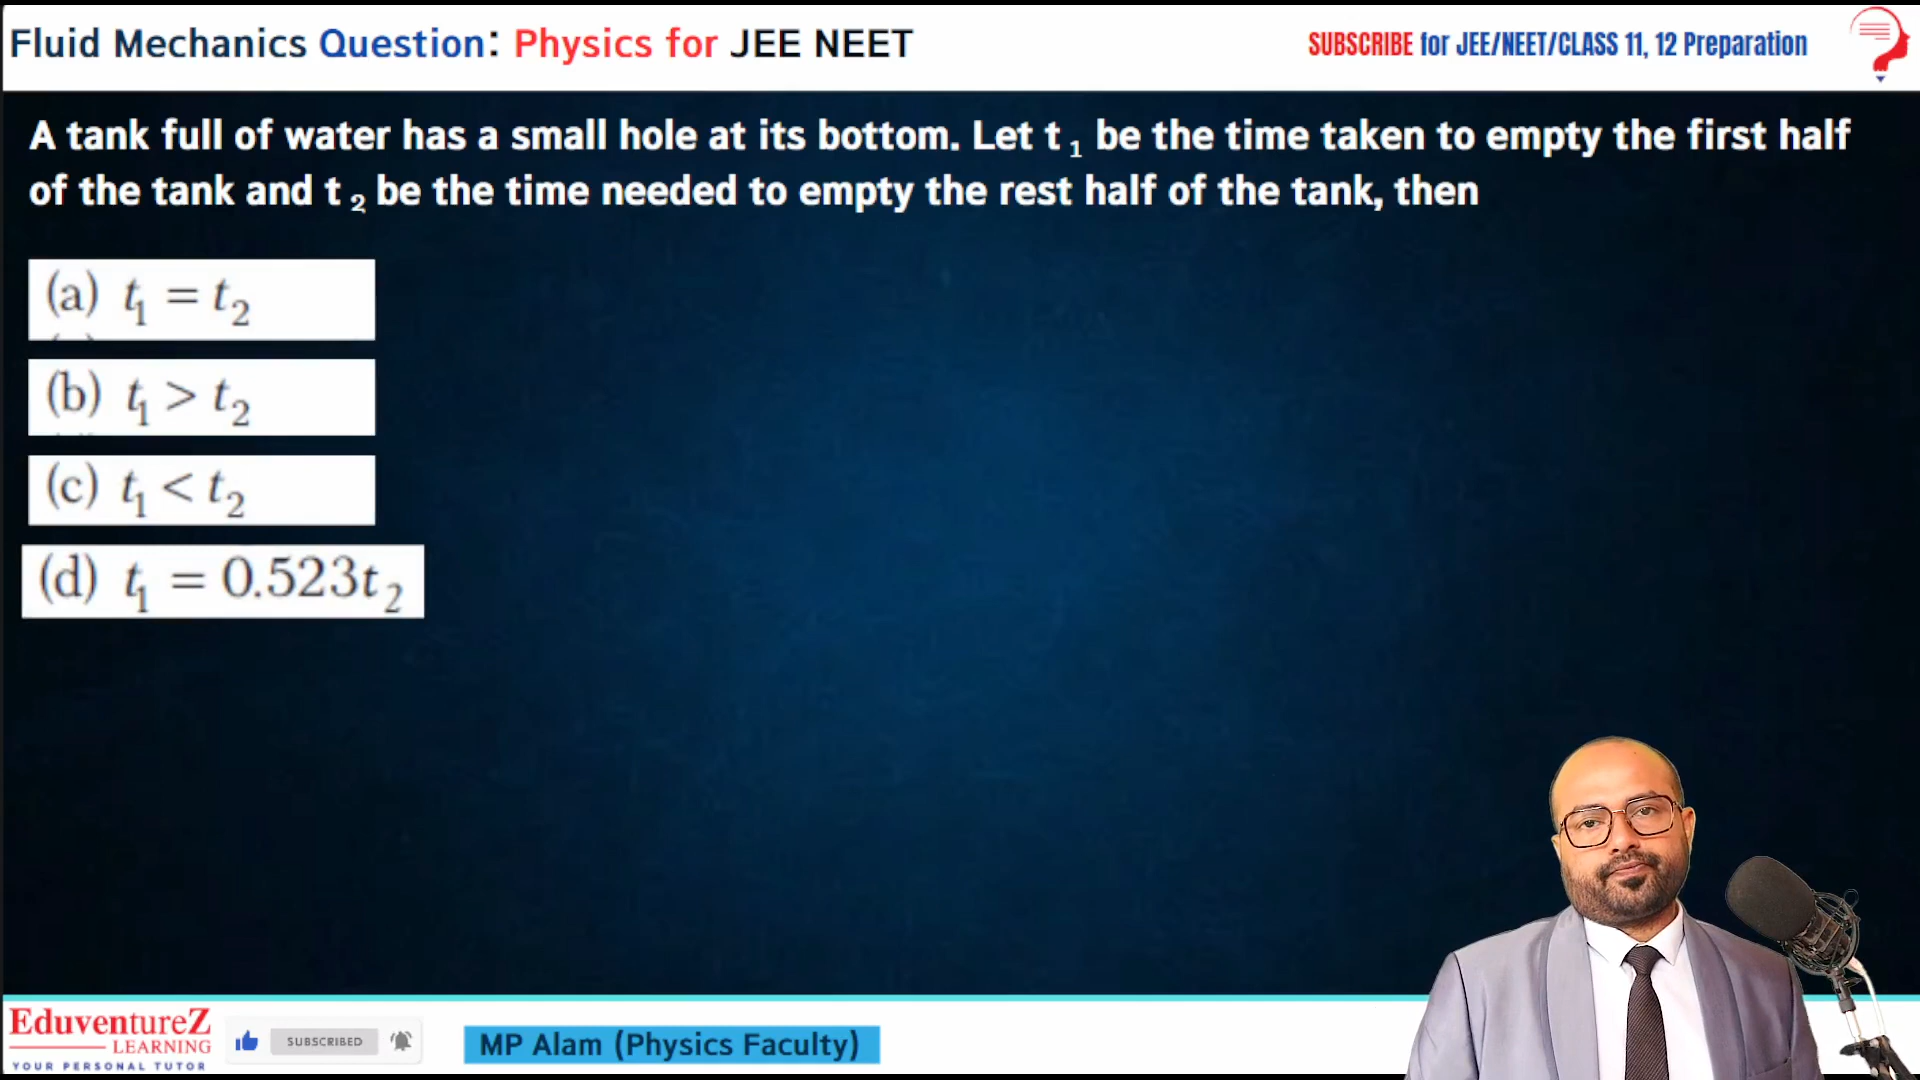 Fluid Mechanics Question: Physics for JEE NEET
SUBSCRIBE for JEE/NEET/CLASS 11, 12 Preparation
A tank full of water has a small hole at its bottom. Let t ₁ be the time taken to empty the first half
of the tank and t ₂ be the time needed to empty the rest half of the tank, then
(a) t₁ = t₂
(b) t₁ > t₂
(c) t₁ < t₂
(d) t₁ = 0.523t₂
EduventureZ
LEARNING
YOUR PERSONAL TUTOR
SUBSCRIBED
MP Alam (Physics Faculty)